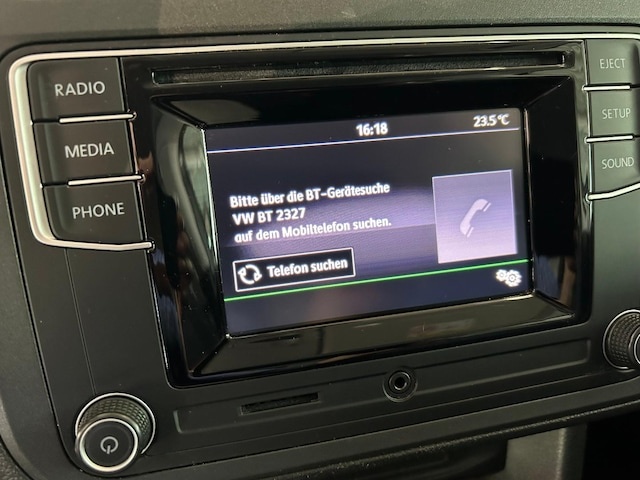 RADIO
MEDIA
PHONE
16:18
23.5°C
Bitte über die BT-Gerätesuche
VW BT 2327
auf dem Mobiltelefon suchen.
Telefon suchen
EJECT
SETUP
SOUND